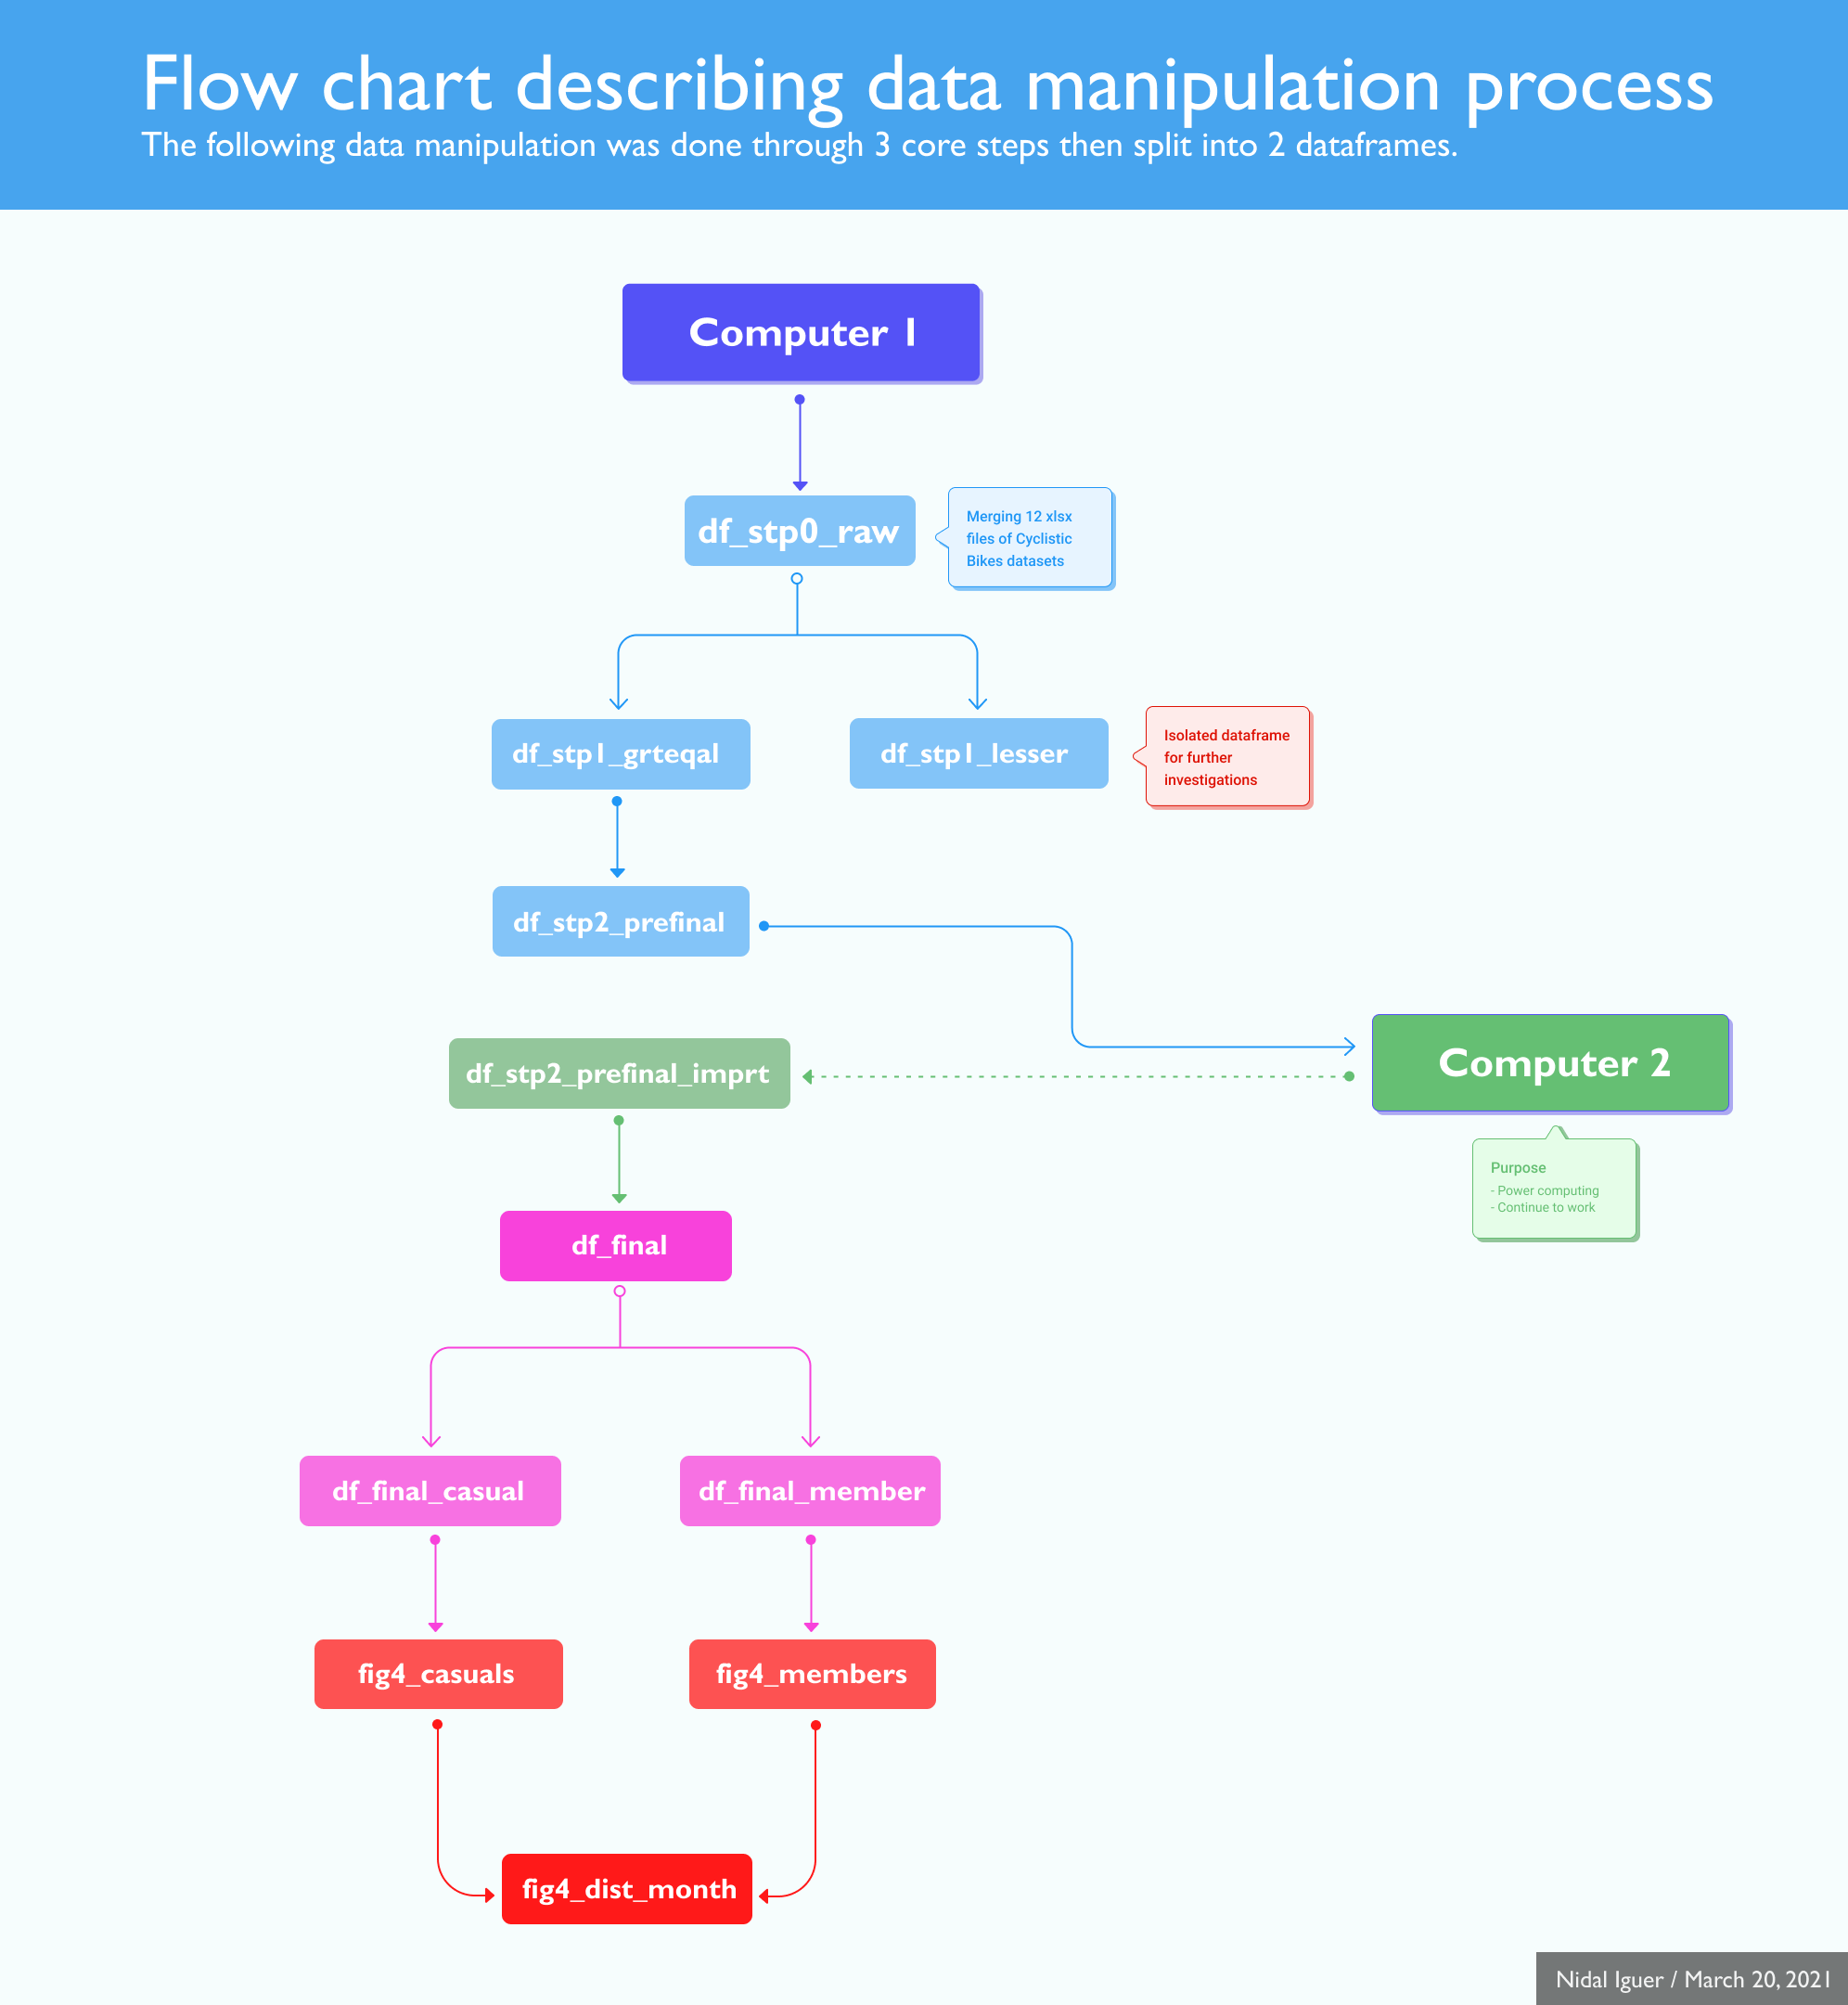 Flow chart describing data manipulation process
The following data manipulation was done through 3 core steps then split into 2 dataframes.
Computer 1
df_stp0_raw
Merging 12 xlsx
files of Cyclistic
Bikes datasets
df_stp1_grteqal
df_stp1_lesser
Isolated dataframe
for further
investigations
df_stp2_prefinal
df_stp2_prefinal_imprt
Computer 2
Purpose
- Power computing
- Continue to work
df_final
df_final_casual
df_final_member
fig4_casuals
fig4_members
fig4_dist_month
Nidal Iguer / March 20, 2021